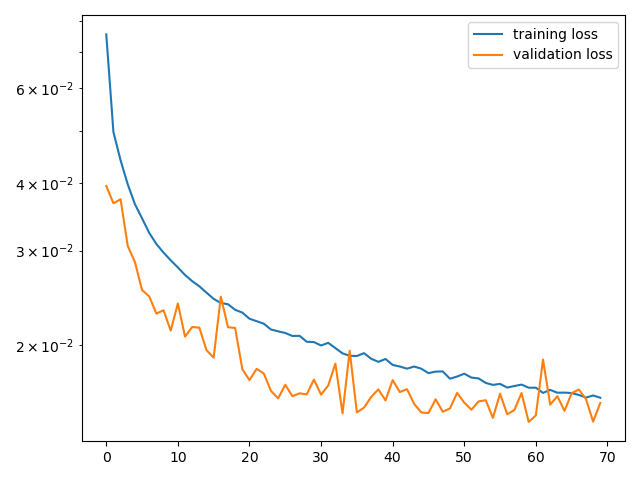 training loss
validation loss
6 × 10⁻²
4 × 10⁻²
3 × 10⁻²
2 × 10⁻²
0 10 20 30 40 50 60 70